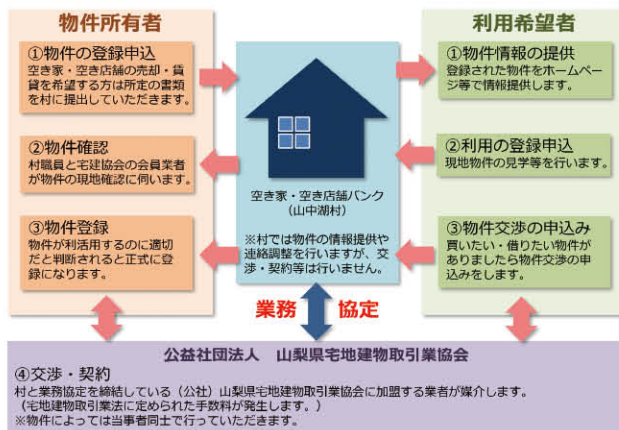 物件所有者
①物件の登録申込
空き家・空き店舗の売却・賃
貸を希望する方は所定の書類
を村に提出していただきます。
②物件確認
村職員と宅建協会の会員業者
が物件の現地確認に伺います。
③物件登録
物件が利活用するのに適切
だと判断されると正式に登
録になります。
空き家・空き店舗バンク
(山中湖村)
※村では物件の情報提供や
連絡調整を行いますが、交
渉・契約等は行いません。
利用希望者
①物件情報の提供
登録された物件をホームペー
ジ等で情報提供します。
②利用の登録申込
現地物件の見学等を行います。
③物件交渉の申込み
買いたい・借りたい物件が
ありましたら物件交渉の申
込みをします。
業務 協定
公益社団法人 山梨県宅地建物取引業協会
④交渉・契約
村と業務協定を締結している(公社)山梨県宅地建物取引業協会に加盟する業者が媒介します。
(宅地建物取引業法に定められた手数料が発生します。)
※物件によっては当事者同士で行っていただきます。